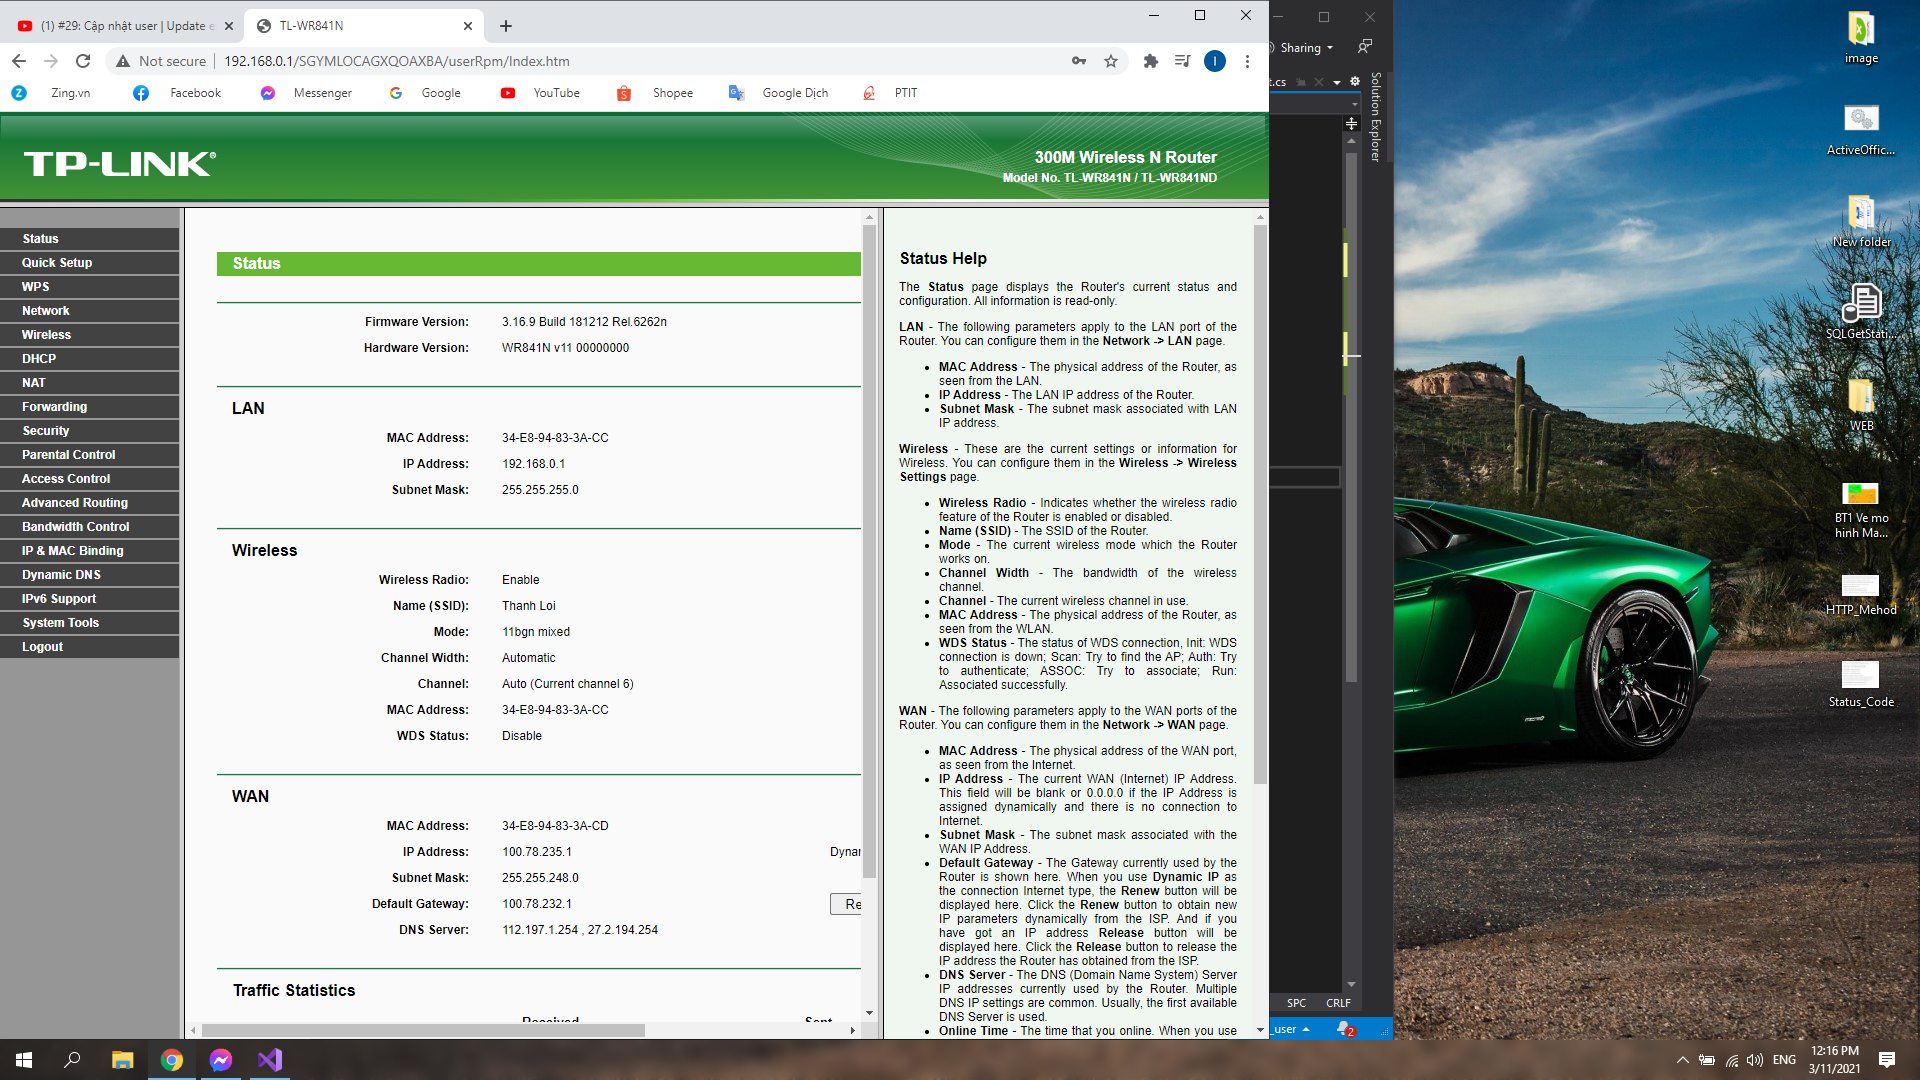 (1) #29: Cập nhật user | Update e
TL-WR841N
Not secure
192.168.0.1/SGYMLOCAGXQOAXBA/userRpm/Index.htm
Zing.vn
Facebook
Messenger
Google
YouTube
Shopee
Google Dịch
PTIT
TP-LINK®
300M Wireless N Router
Model No. TL-WR841N / TL-WR841ND
Status
Quick Setup
WPS
Network
Wireless
DHCP
NAT
Forwarding
Security
Parental Control
Access Control
Advanced Routing
Bandwidth Control
IP & MAC Binding
Dynamic DNS
IPv6 Support
System Tools
Logout
Status
Firmware Version: 3.16.9 Build 181212 Rel.6262n
Hardware Version: WR841N v11 00000000
LAN
MAC Address: 34-E8-94-83-3A-CC
IP Address: 192.168.0.1
Subnet Mask: 255.255.255.0
Wireless
Wireless Radio: Enable
Name (SSID): Thanh Loi
Mode: 11bgn mixed
Channel Width: Automatic
Channel: Auto (Current channel 6)
MAC Address: 34-E8-94-83-3A-CC
WDS Status: Disable
WAN
MAC Address: 34-E8-94-83-3A-CD
IP Address: 100.78.235.1 Dynar
Subnet Mask: 255.255.248.0
Default Gateway: 100.78.232.1 Re
DNS Server: 112.197.1.254 , 27.2.194.254
Traffic Statistics
Received Sent
Status Help
The Status page displays the Router's current status and
configuration. All information is read-only.
LAN - The following parameters apply to the LAN port of the
Router. You can configure them in the Network -> LAN page.
• MAC Address - The physical address of the Router, as
seen from the LAN.
• IP Address - The LAN IP address of the Router.
• Subnet Mask - The subnet mask associated with LAN
IP address.
Wireless - These are the current settings or information for
Wireless. You can configure them in the Wireless -> Wireless
Settings page.
• Wireless Radio - Indicates whether the wireless radio
feature of the Router is enabled or disabled.
• Name (SSID) - The SSID of the Router.
• Mode - The current wireless mode which the Router
works on.
• Channel Width - The bandwidth of the wireless
channel.
• Channel - The current wireless channel in use.
• MAC Address - The physical address of the Router, as
seen from the WLAN.
• WDS Status - The status of WDS connection, Init: WDS
connection is down; Scan: Try to find the AP; Auth: Try
to authenticate; ASSOC: Try to associate; Run:
Associated successfully.
WAN - The following parameters apply to the WAN ports of the
Router. You can configure them in the Network -> WAN page.
• MAC Address - The physical address of the WAN port,
as seen from the Internet.
• IP Address - The current WAN (Internet) IP Address.
This field will be blank or 0.0.0.0 if the IP Address is
assigned dynamically and there is no connection to
Internet.
• Subnet Mask - The subnet mask associated with the
WAN IP Address.
• Default Gateway - The Gateway currently used by the
Router is shown here. When you use Dynamic IP as
the connection Internet type, the Renew button will be
displayed here. Click the Renew button to obtain new
IP parameters dynamically from the ISP. And if you
have got an IP address Release button will be
displayed here. Click the Release button to release the
IP address the Router has obtained from the ISP.
• DNS Server - The DNS (Domain Name System) Server
IP addresses currently used by the Router. Multiple
DNS IP settings are common. Usually, the first available
DNS Server is used.
• Online Time - The time that you online. When you use
Sharing
t.cs
Solution Explorer
SPC CRLF
_user
2
image
ActiveOffic...
New folder
SQLGetStati...
WEB
BT1 Ve mo
hinh Ma...
HTTP_Mehod
Status_Code
ENG
12:16 PM
3/11/2021